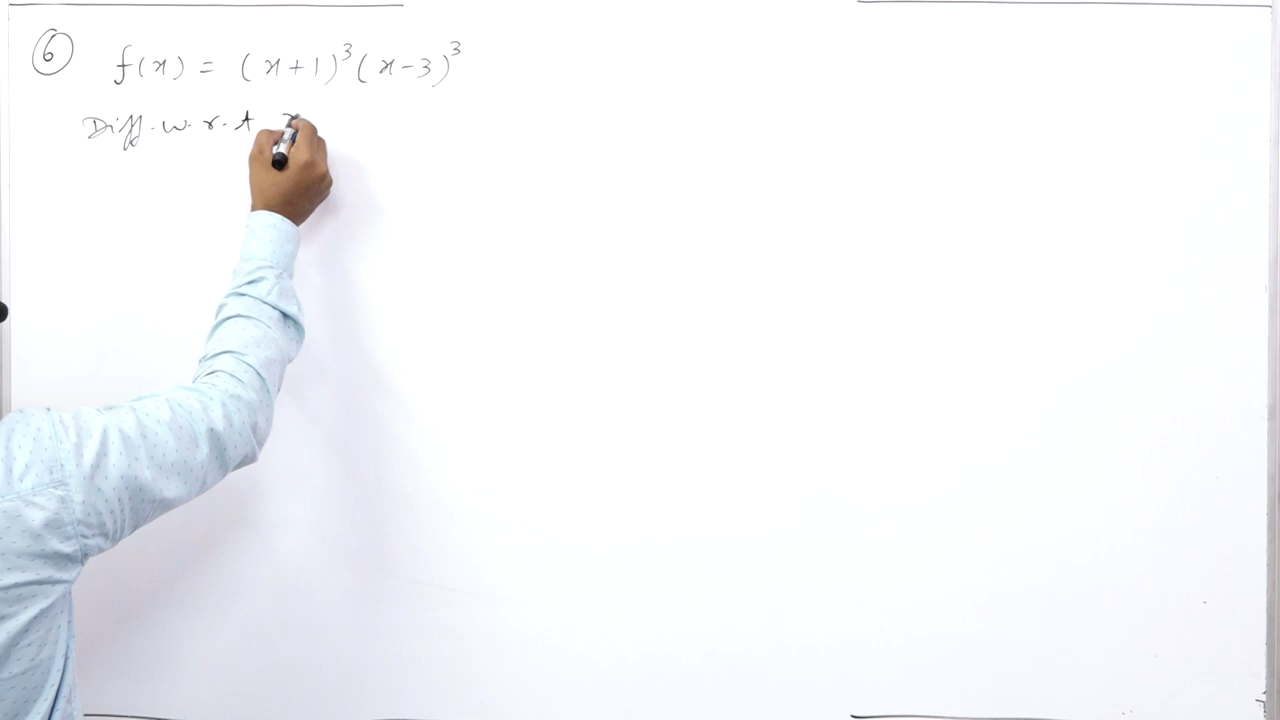 ⑥ f(x) = (x+1)³(x-3)³
Diff. w. r. t x